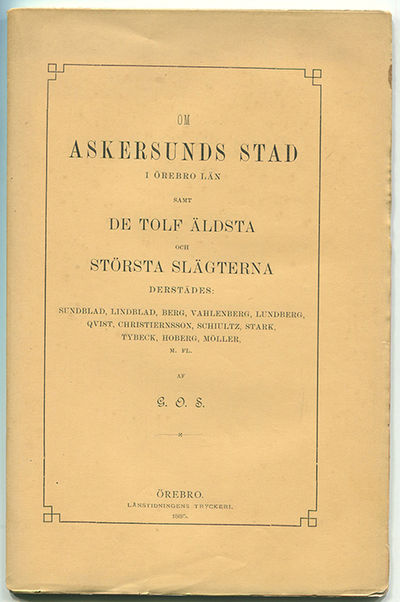 OM
ASKERSUNDS STAD
I ÖREBRO LÄN
SAMT
DE TOLF ÄLDSTA
OCH
STÖRSTA SLÄGTERNA
DERSTÄDES:
SUNDBLAD, LINDBLAD, BERG, VAHLENBERG, LUNDBERG,
QVIST, CHRISTIERNSSON, SCHIULTZ, STARK,
TYBECK, HOBERG, MÖLLER,
M. FL.
AF
G. O. S.
ÖREBRO.
LÄNSTIDNINGENS TRYCKERI.